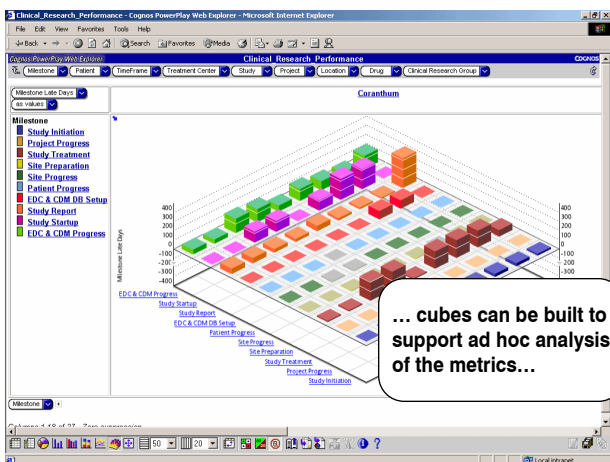 Clinical_Research_Performance - Cognos PowerPlay Web Explorer - Microsoft Internet Explorer
File Edit View Favorites Tools Help
Back Search Favorites Media
Cognos PowerPlay Web Explorer Clinical_Research_Performance COGNOS
Milestone Patient TimeFrame Treatment Center Study Project Location Drug Clinical Research Group
Milestone Late Days
as values
Coranthum
Milestone
Study Initiation
Project Progress
Study Treatment
Site Preparation
Site Progress
Patient Progress
EDC & CDM DB Setup
Study Report
Study Startup
EDC & CDM Progress
Milestone Late Days
400
300
200
100
0
-100
-200
-300
-400
400
300
200
100
0
-100
-200
-300
EDC & CDM Progress
Study Startup
Study Report
EDC & CDM DB Setup
Patient Progress
Site Progress
Site Preparation
Study Treatment
Project Progress
Study Initiation
... cubes can be built to
support ad hoc analysis
of the metrics...
Milestone
50 20
Local intranet